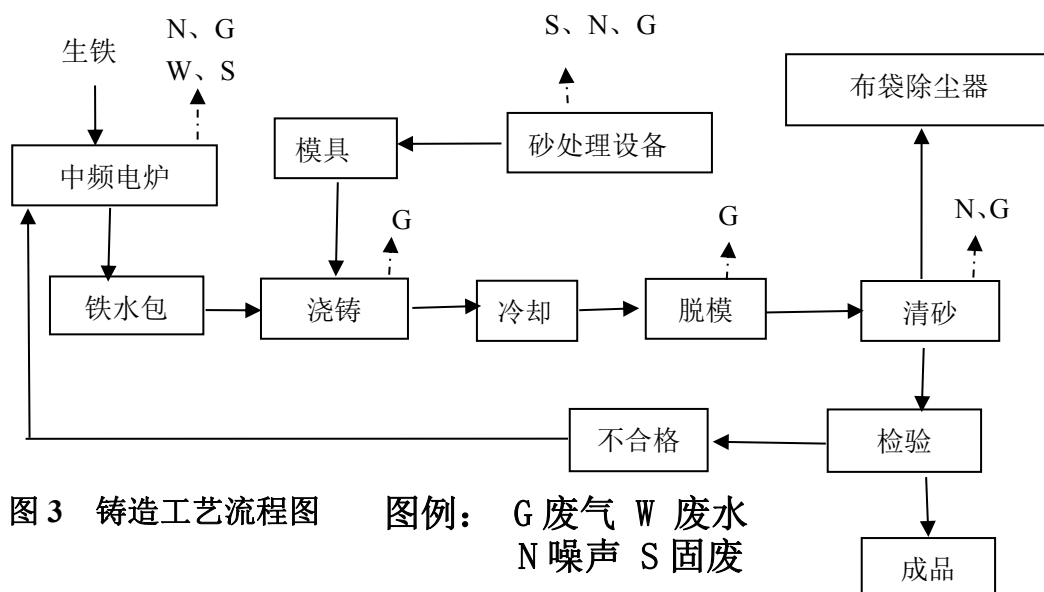 生铁
N、G
W、S
S、N、G
布袋除尘器
模具
砂处理设备
中频电炉
G
G
N、G
铁水包
浇铸
冷却
脱模
清砂
不合格
检验
图 3 铸造工艺流程图
图例： G 废气 W 废水
N 噪声 S 固废
成品